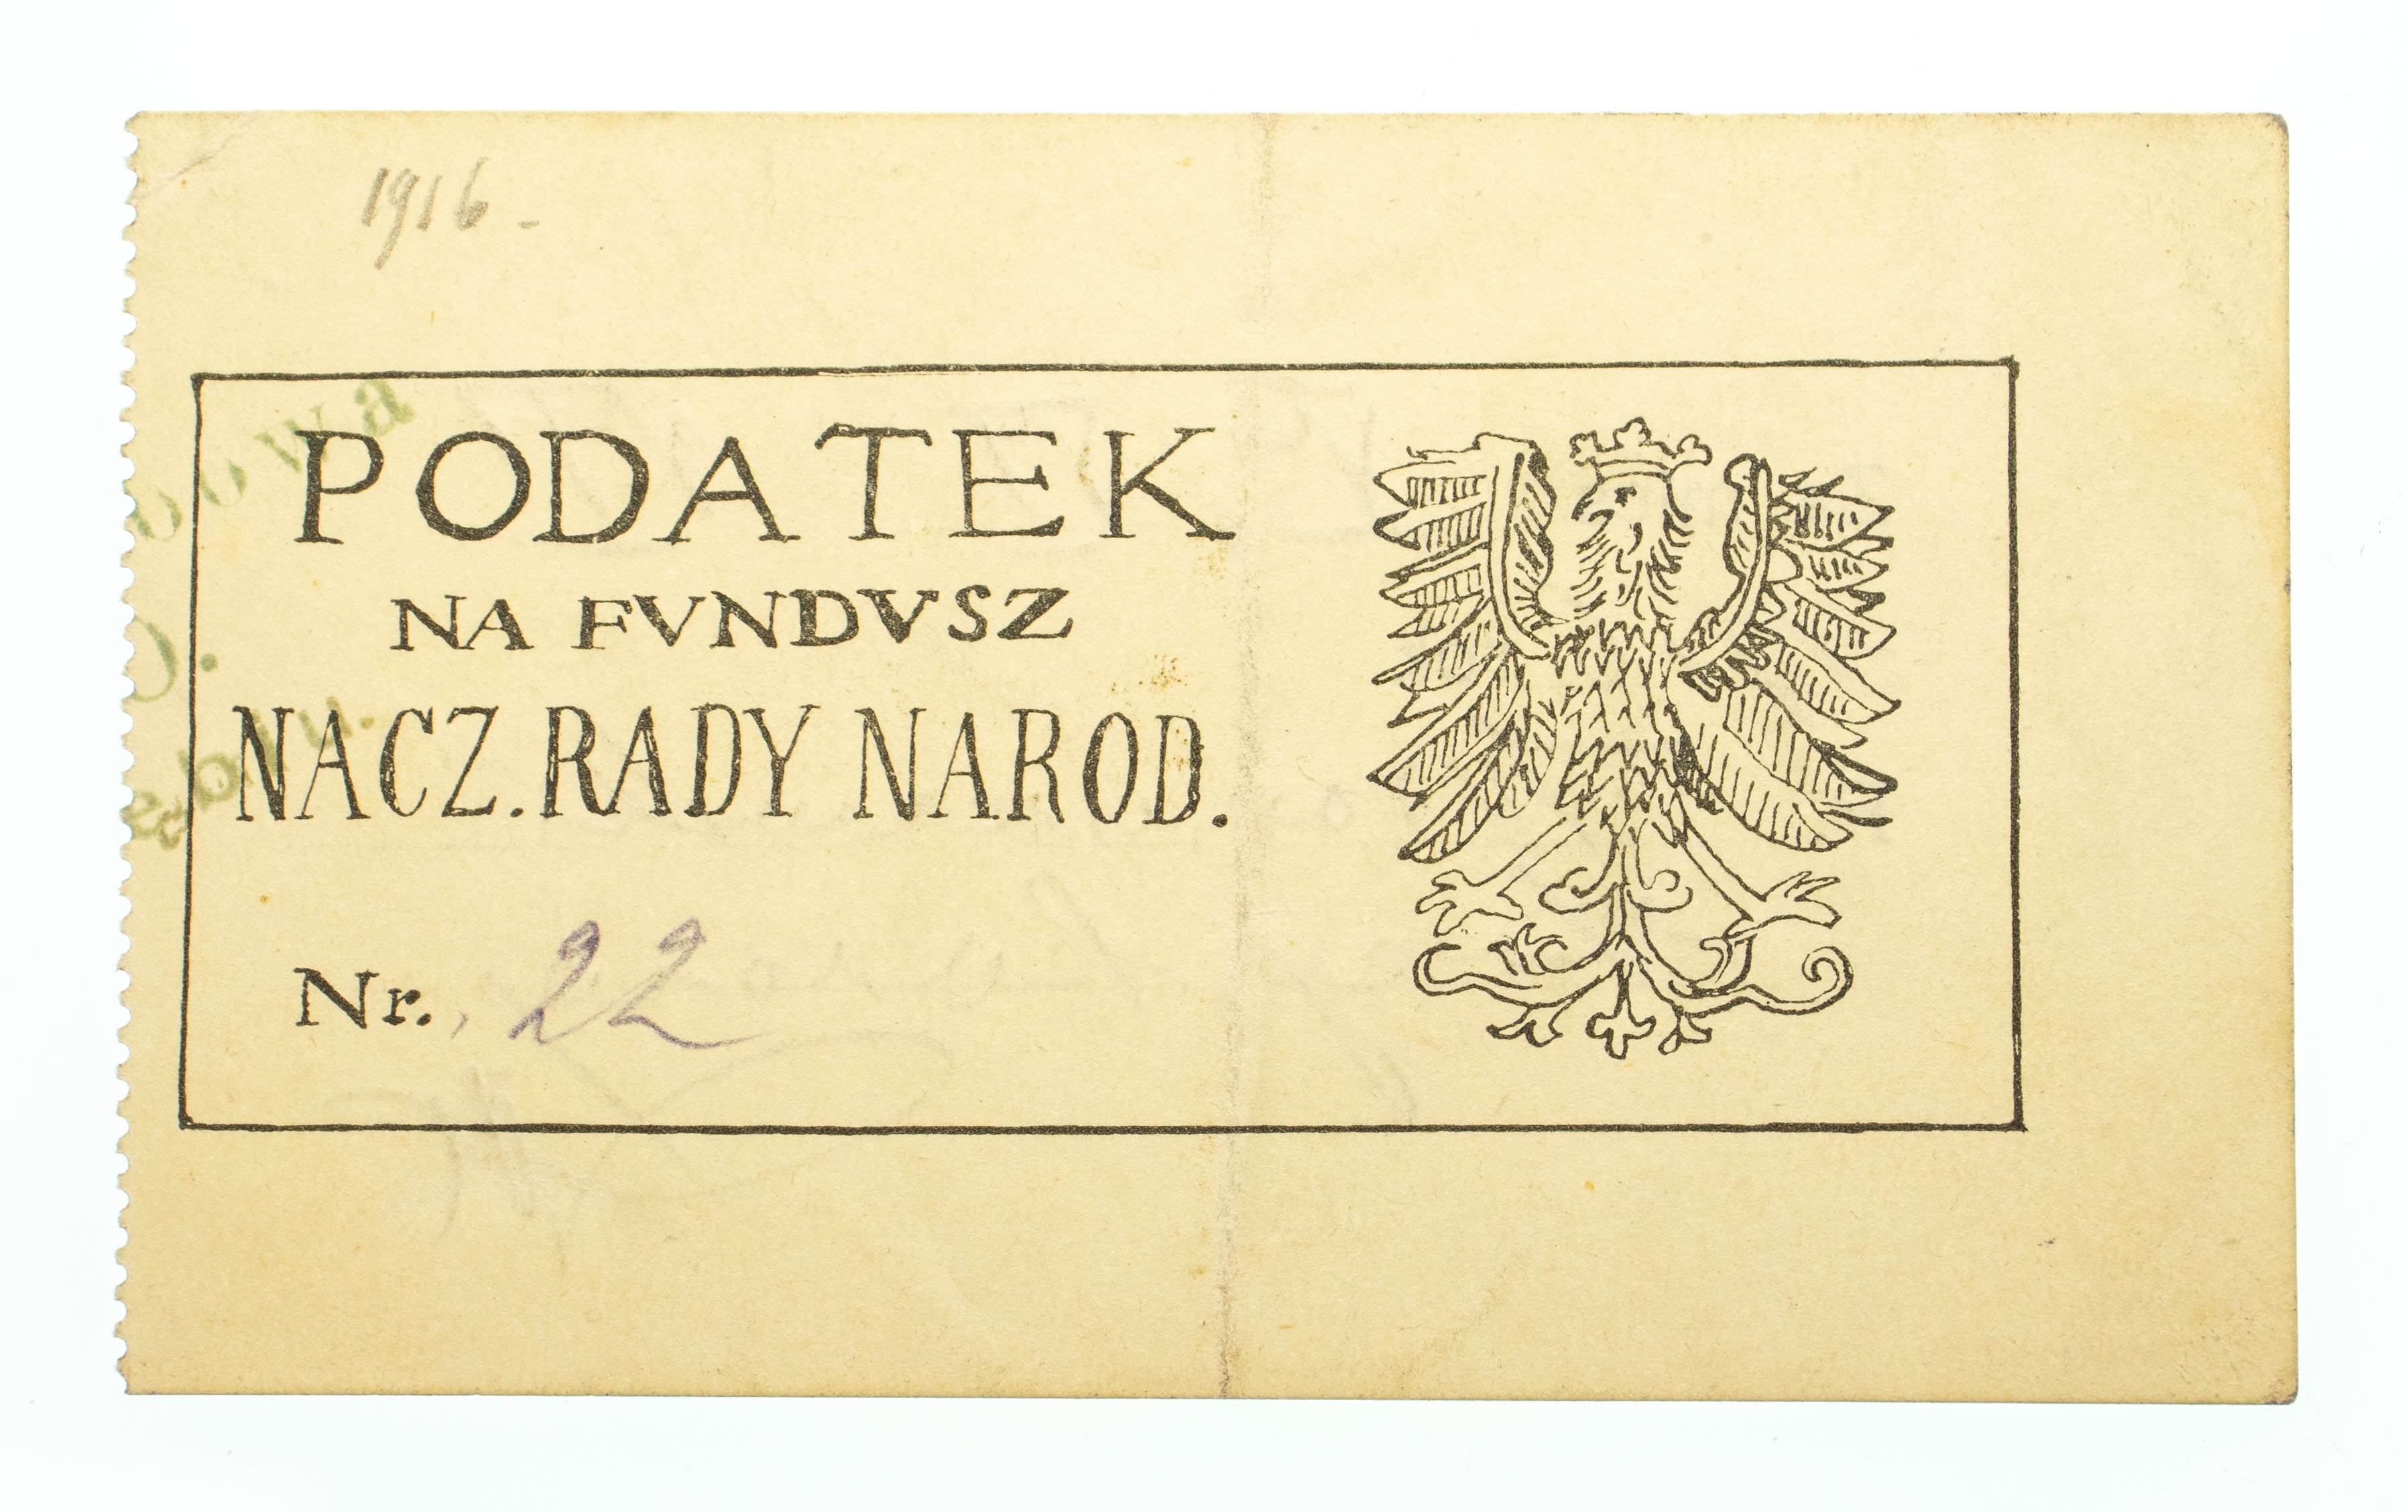 1916 -
PODATEK
NA FVNDVSZ
NACZ. RADY NAROD.
Nr. 22